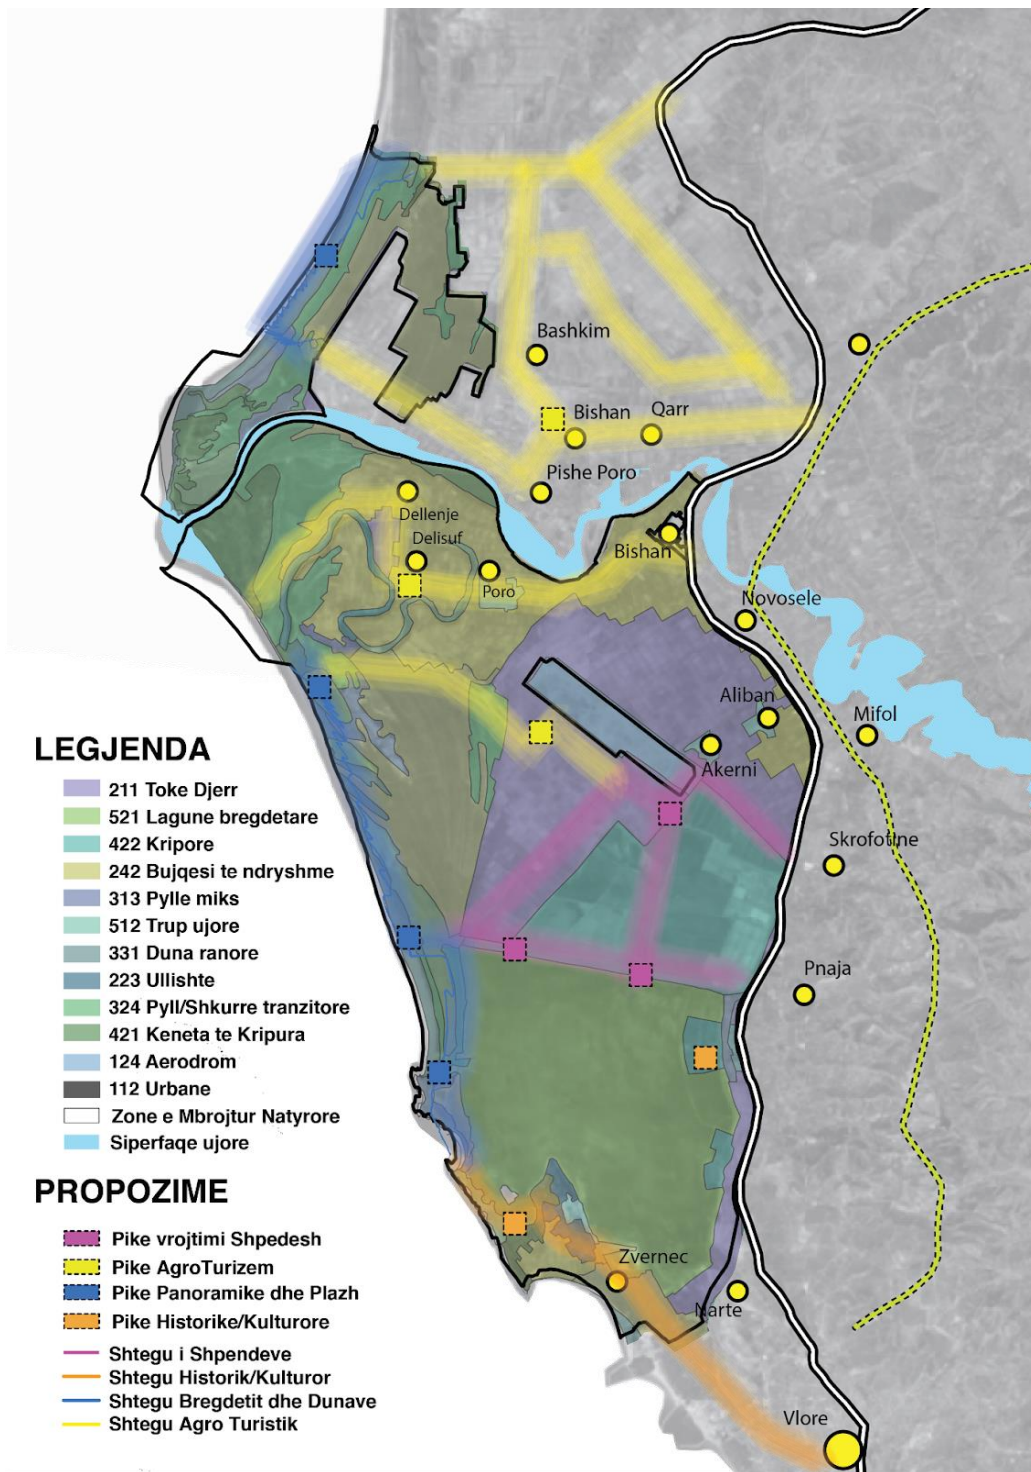 Bashkim
Bishan
Qarr
Pishe Poro
Dellenje
Delisuf
Bishan
Poro
Novosele
Aliban
Mifol
Akerni
Skrofotine
Pnaja
Zvernec
Narte
Vlore
LEGJENDA
211 Toke Djerr
521 Lagune bregdetare
422 Kripore
242 Bujqesi te ndryshme
313 Pylle miks
512 Trup ujore
331 Duna ranore
223 Ullishte
324 Pyll/Shkurre tranzitore
421 Keneta te Kripura
124 Aerodrom
112 Urbane
Zone e Mbrojtur Natyrore
Siperfaqe ujore
PROPOZIME
Pike vrojtimi Shpedesh
Pike AgroTurizem
Pike Panoramike dhe Plazh
Pike Historike/Kulturore
Shtegu i Shpendeve
Shtegu Historik/Kulturor
Shtegu Bregdetit dhe Dunave
Shtegu Agro Turistik